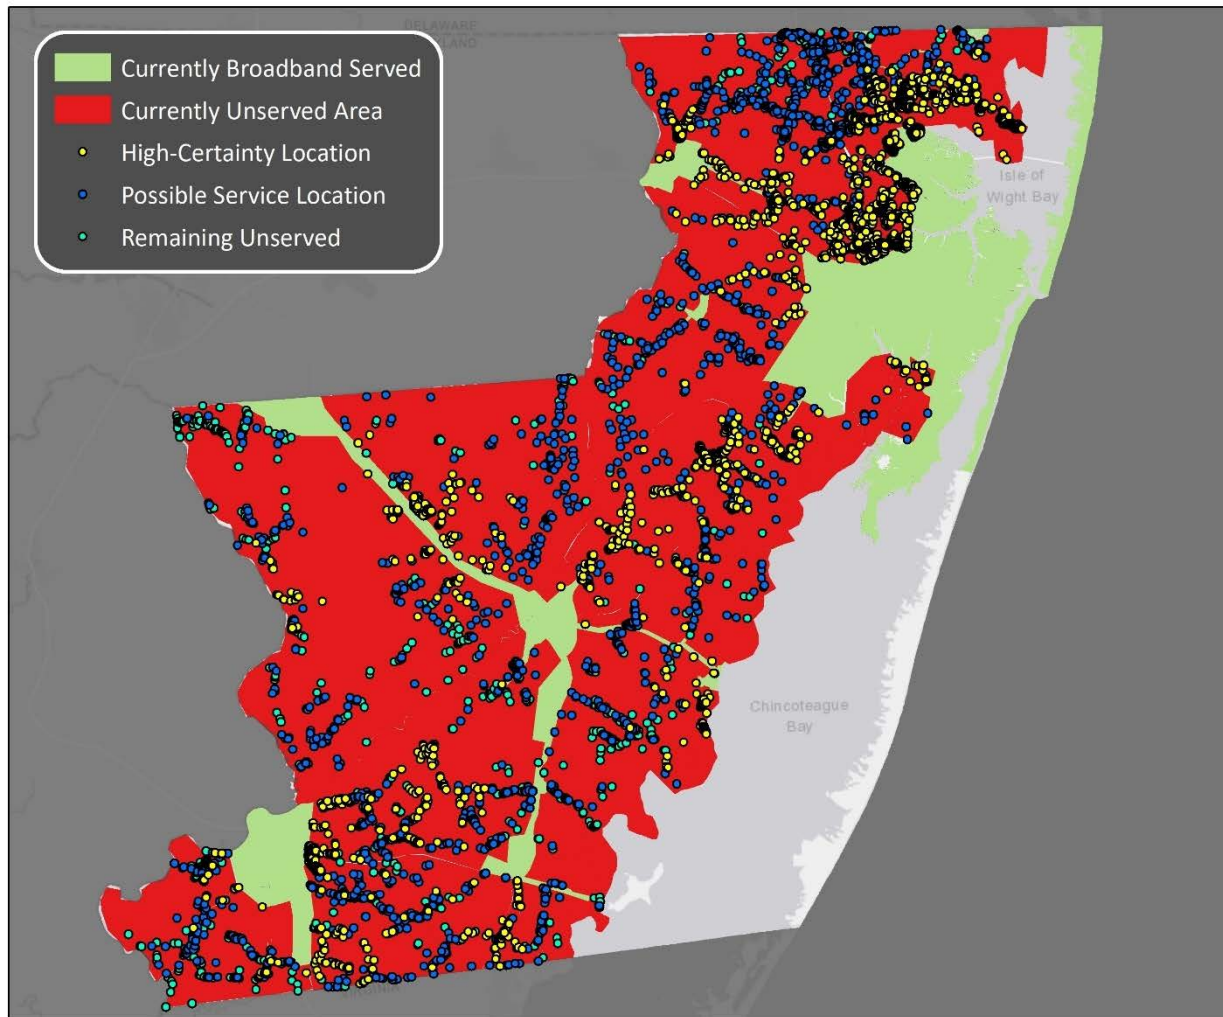 DELAWARE
Currently Broadband Served
Currently Unserved Area
High-Certainty Location
Possible Service Location
Remaining Unserved
Isle of
Wight Bay
Chincoteague
Bay
VIRGINIA